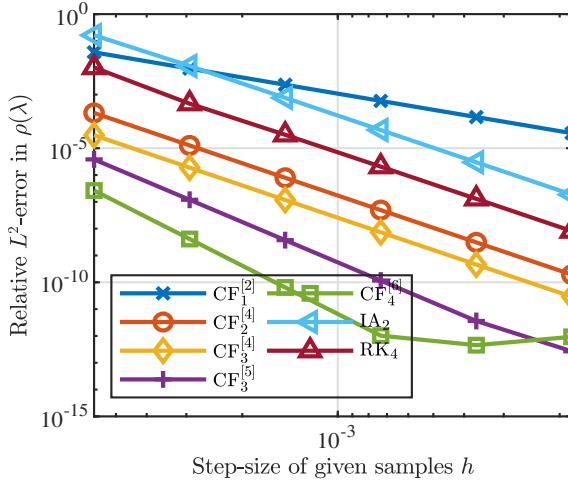 10^0
10^{-5}
10^{-10}
10^{-15}
Relative L^2-error in ρ(λ)
CF_1^{[2]}
CF_2^{[4]}
CF_3^{[4]}
CF_3^{[5]}
CF_4^{[6]}
IA_2
RK_4
10^{-3}
Step-size of given samples h